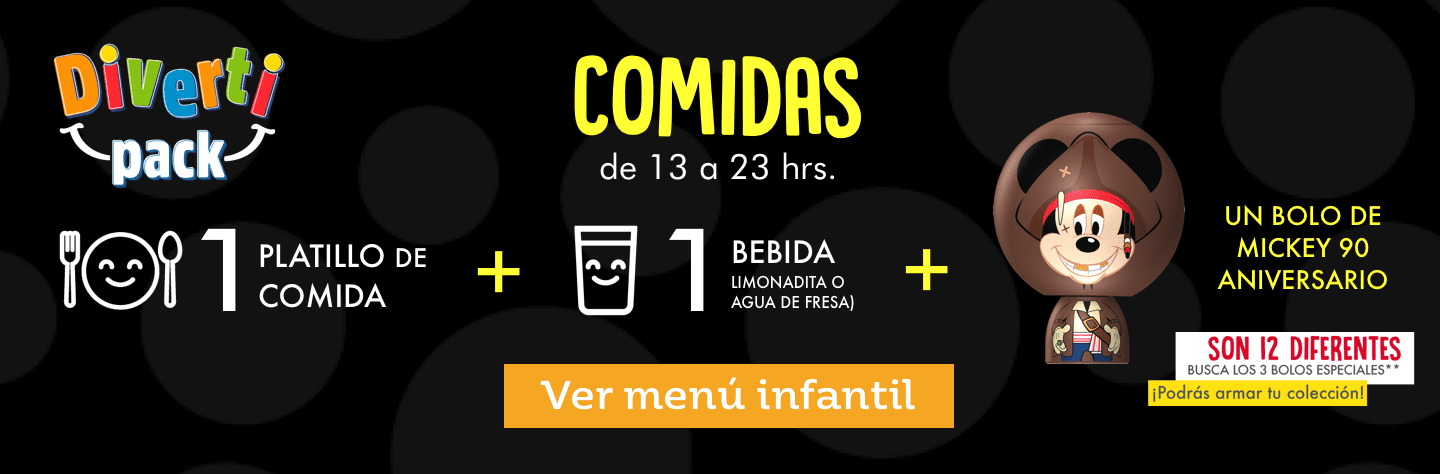 Diverti
pack
COMIDAS
de 13 a 23 hrs.
1 PLATILLO DE
COMIDA
+
1 BEBIDA
LIMONADITA O
AGUA DE FRESA)
+
UN BOLO DE
MICKEY 90
ANIVERSARIO
SON 12 DIFERENTES
BUSCA LOS 3 BOLOS ESPECIALES**
¡Podrás armar tu colección!
Ver menú infantil